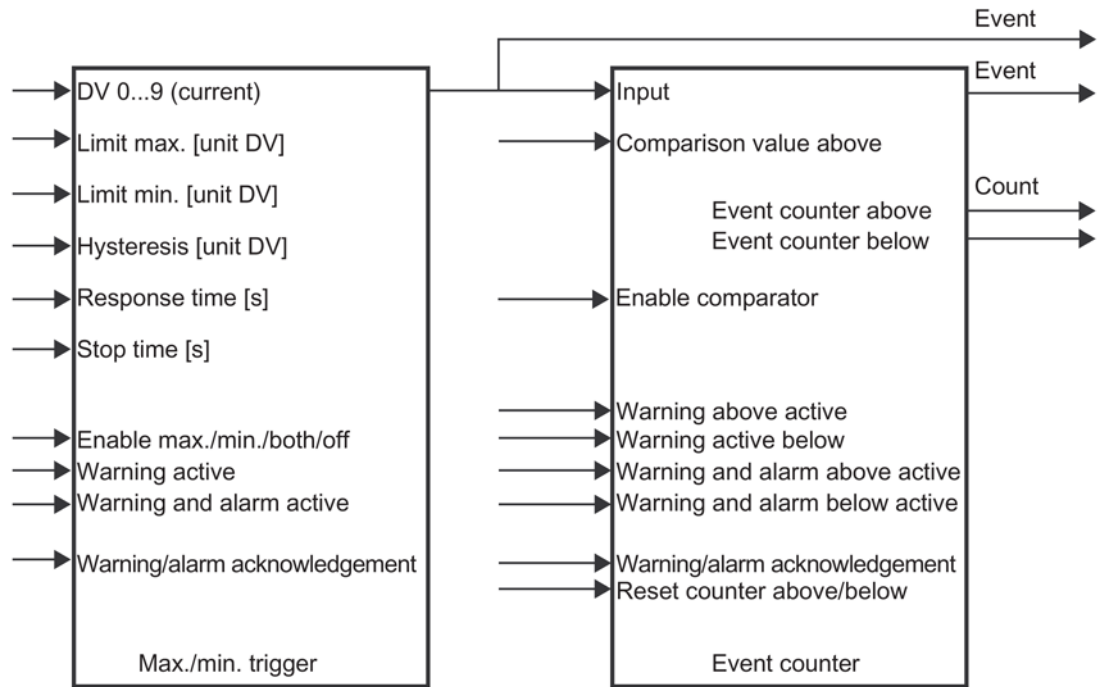 Event
Event
DV 0...9 (current)
Limit max. [unit DV]
Limit min. [unit DV]
Hysteresis [unit DV]
Response time [s]
Stop time [s]
Enable max./min./both/off
Warning active
Warning and alarm active
Warning/alarm acknowledgement
Max./min. trigger
Input
Comparison value above
Count
Event counter above
Event counter below
Enable comparator
Warning above active
Warning active below
Warning and alarm above active
Warning and alarm below active
Warning/alarm acknowledgement
Reset counter above/below
Event counter